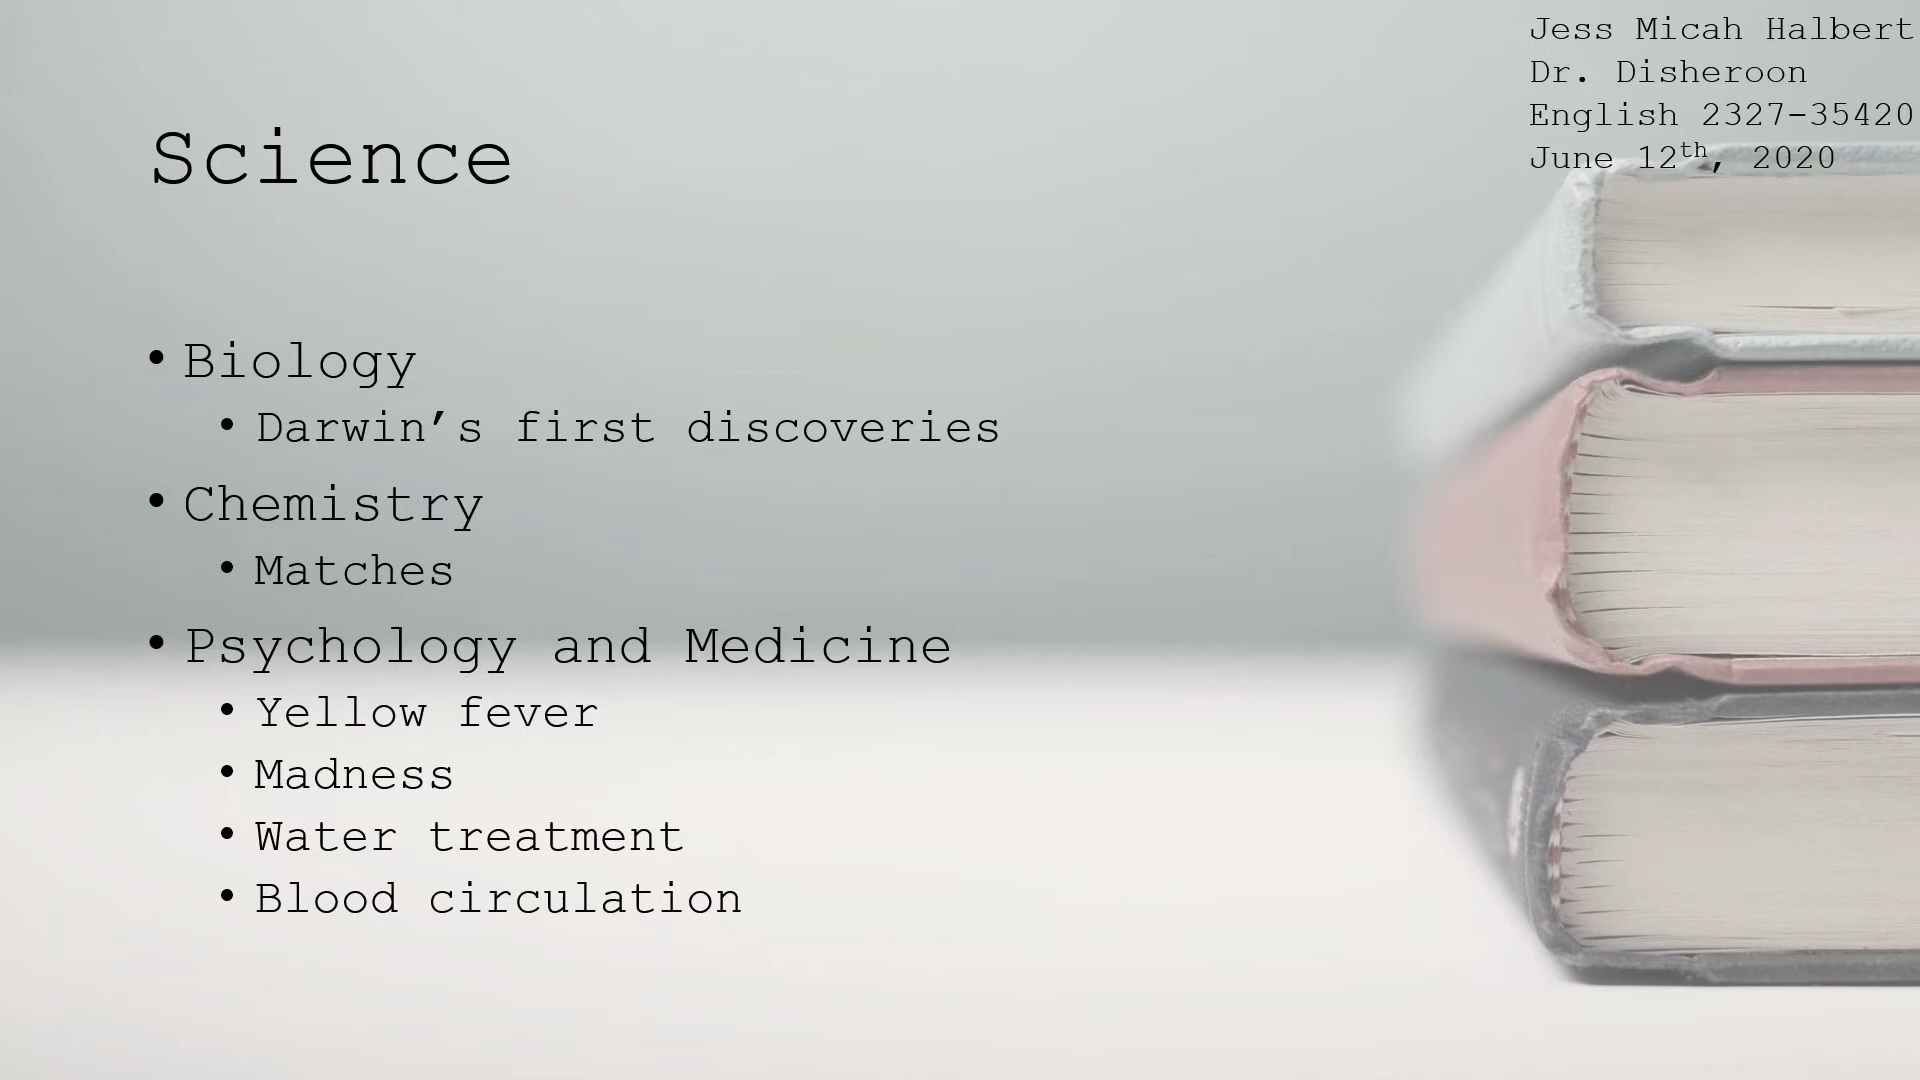 Jess Micah Halbert
Dr. Disheroon
English 2327-35420
June 12th, 2020
Science
• Biology
• Darwin’s first discoveries
• Chemistry
• Matches
• Psychology and Medicine
• Yellow fever
• Madness
• Water treatment
• Blood circulation